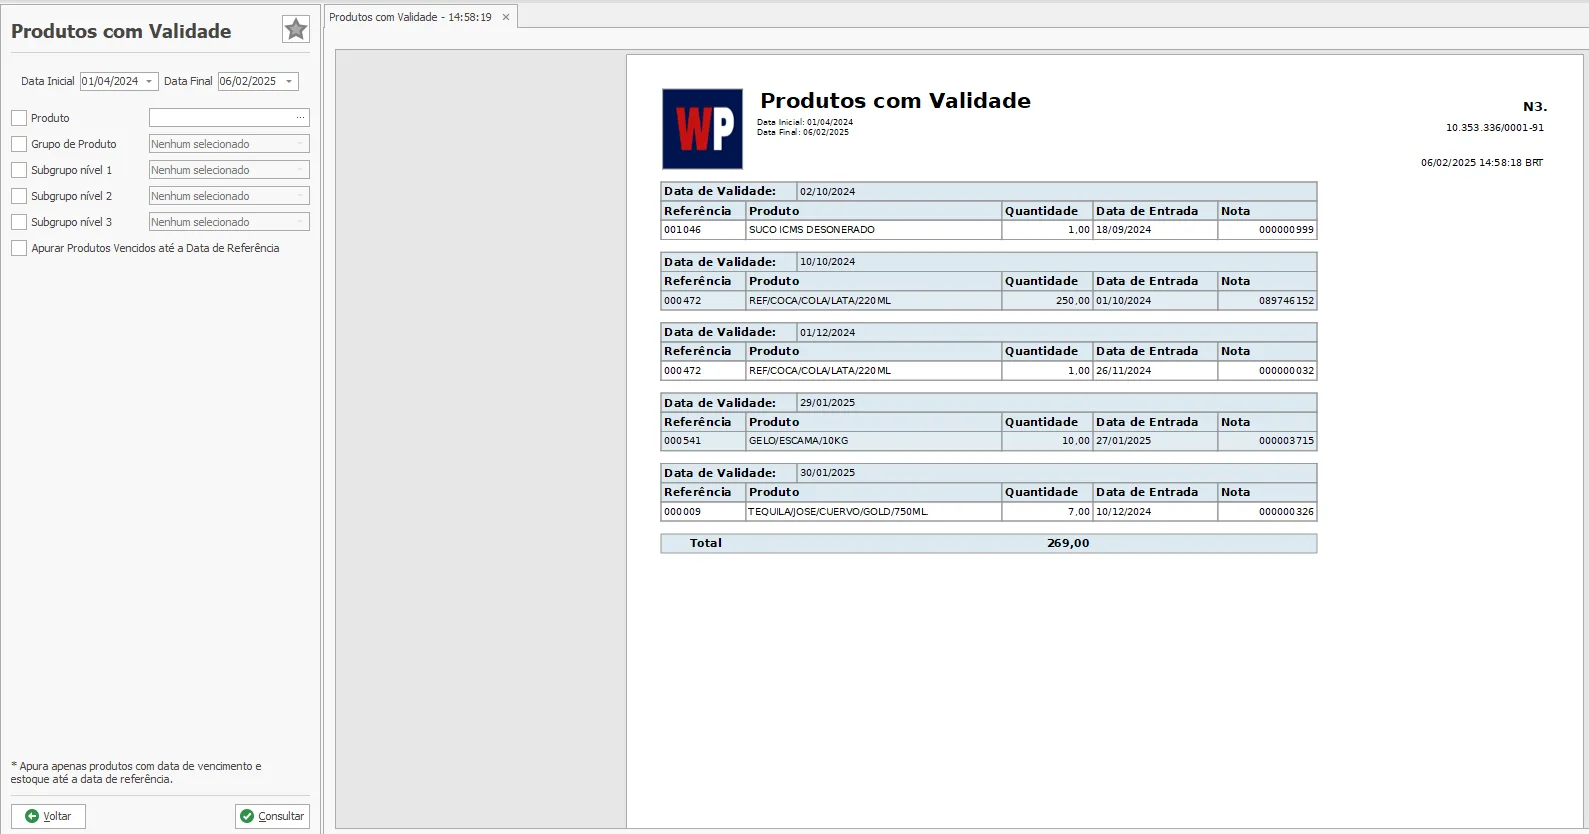 Produtos com Validade
Data Inicial 01/04/2024 Data Final 06/02/2025
Produto ...
Grupo de Produto Nenhum selecionado
Subgrupo nível 1 Nenhum selecionado
Subgrupo nível 2 Nenhum selecionado
Subgrupo nível 3 Nenhum selecionado
Apurar Produtos Vencidos até a Data de Referência
* Apura apenas produtos com data de vencimento e
estoque até a data de referência.
Voltar Consultar
Produtos com Validade - 14:58:19 ×
WP
Produtos com Validade
Data Inicial: 01/04/2024
Data Final: 06/02/2025
N3.
10.353.336/0001-91
06/02/2025 14:58:18 BRT
Data de Validade: 02/10/2024
Referência Produto Quantidade Data de Entrada Nota
001046 SUCO ICMS DESONERADO 1,00 18/09/2024 000000999
Data de Validade: 10/10/2024
Referência Produto Quantidade Data de Entrada Nota
000472 REF/COCA/COLA/LATA/220ML 250,00 01/10/2024 089746152
Data de Validade: 01/12/2024
Referência Produto Quantidade Data de Entrada Nota
000472 REF/COCA/COLA/LATA/220ML 1,00 26/11/2024 000000032
Data de Validade: 29/01/2025
Referência Produto Quantidade Data de Entrada Nota
000541 GELO/ESCAMA/10KG 10,00 27/01/2025 000003715
Data de Validade: 30/01/2025
Referência Produto Quantidade Data de Entrada Nota
000009 TEQUILA/JOSE/CUERVO/GOLD/750ML 7,00 10/12/2024 000000326
Total 269,00